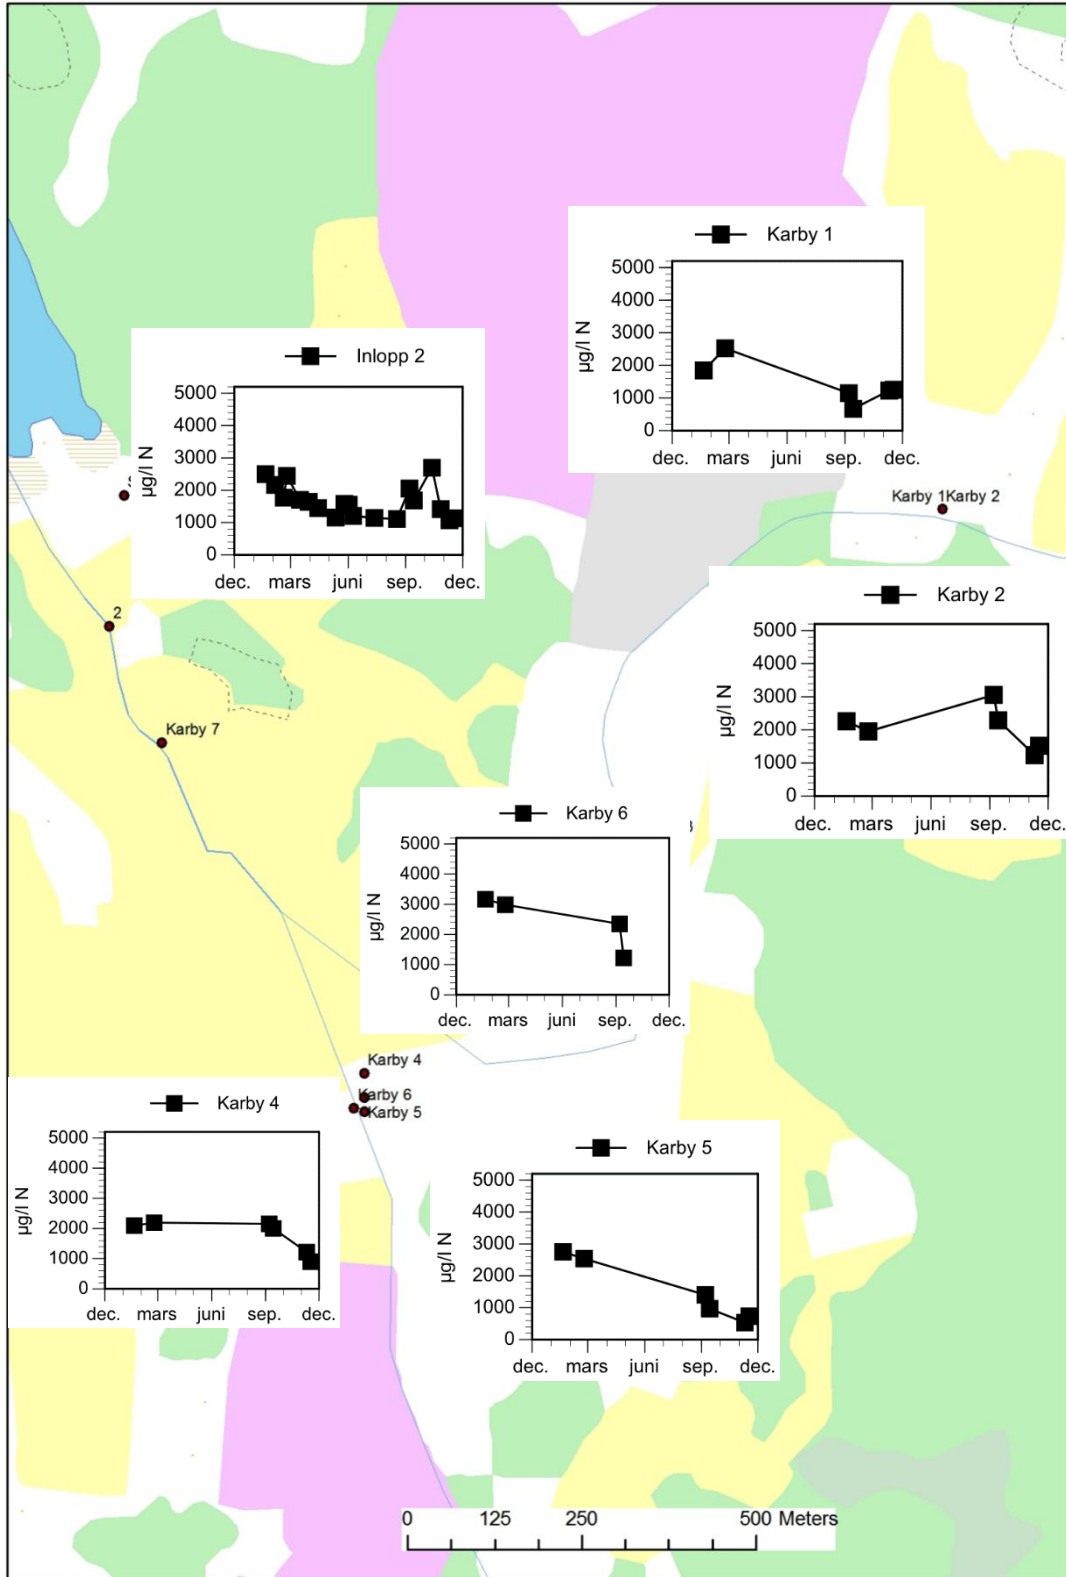 Karby 1
5000
4000
3000
2000
1000
0
µg/l N
dec. mars juni sep. dec.
Inlopp 2
5000
4000
3000
2000
1000
0
µg/l N
dec. mars juni sep. dec.
Karby 1 Karby 2
Karby 2
5000
4000
3000
2000
1000
0
µg/l N
dec. mars juni sep. dec.
2
Karby 7
Karby 6
5000
4000
3000
2000
1000
0
µg/l N
dec. mars juni sep. dec.
Karby 4
Karby 6
Karby 5
Karby 4
5000
4000
3000
2000
1000
0
µg/l N
dec. mars juni sep. dec.
Karby 5
5000
4000
3000
2000
1000
0
µg/l N
dec. mars juni sep. dec.
0 125 250 500 Meters